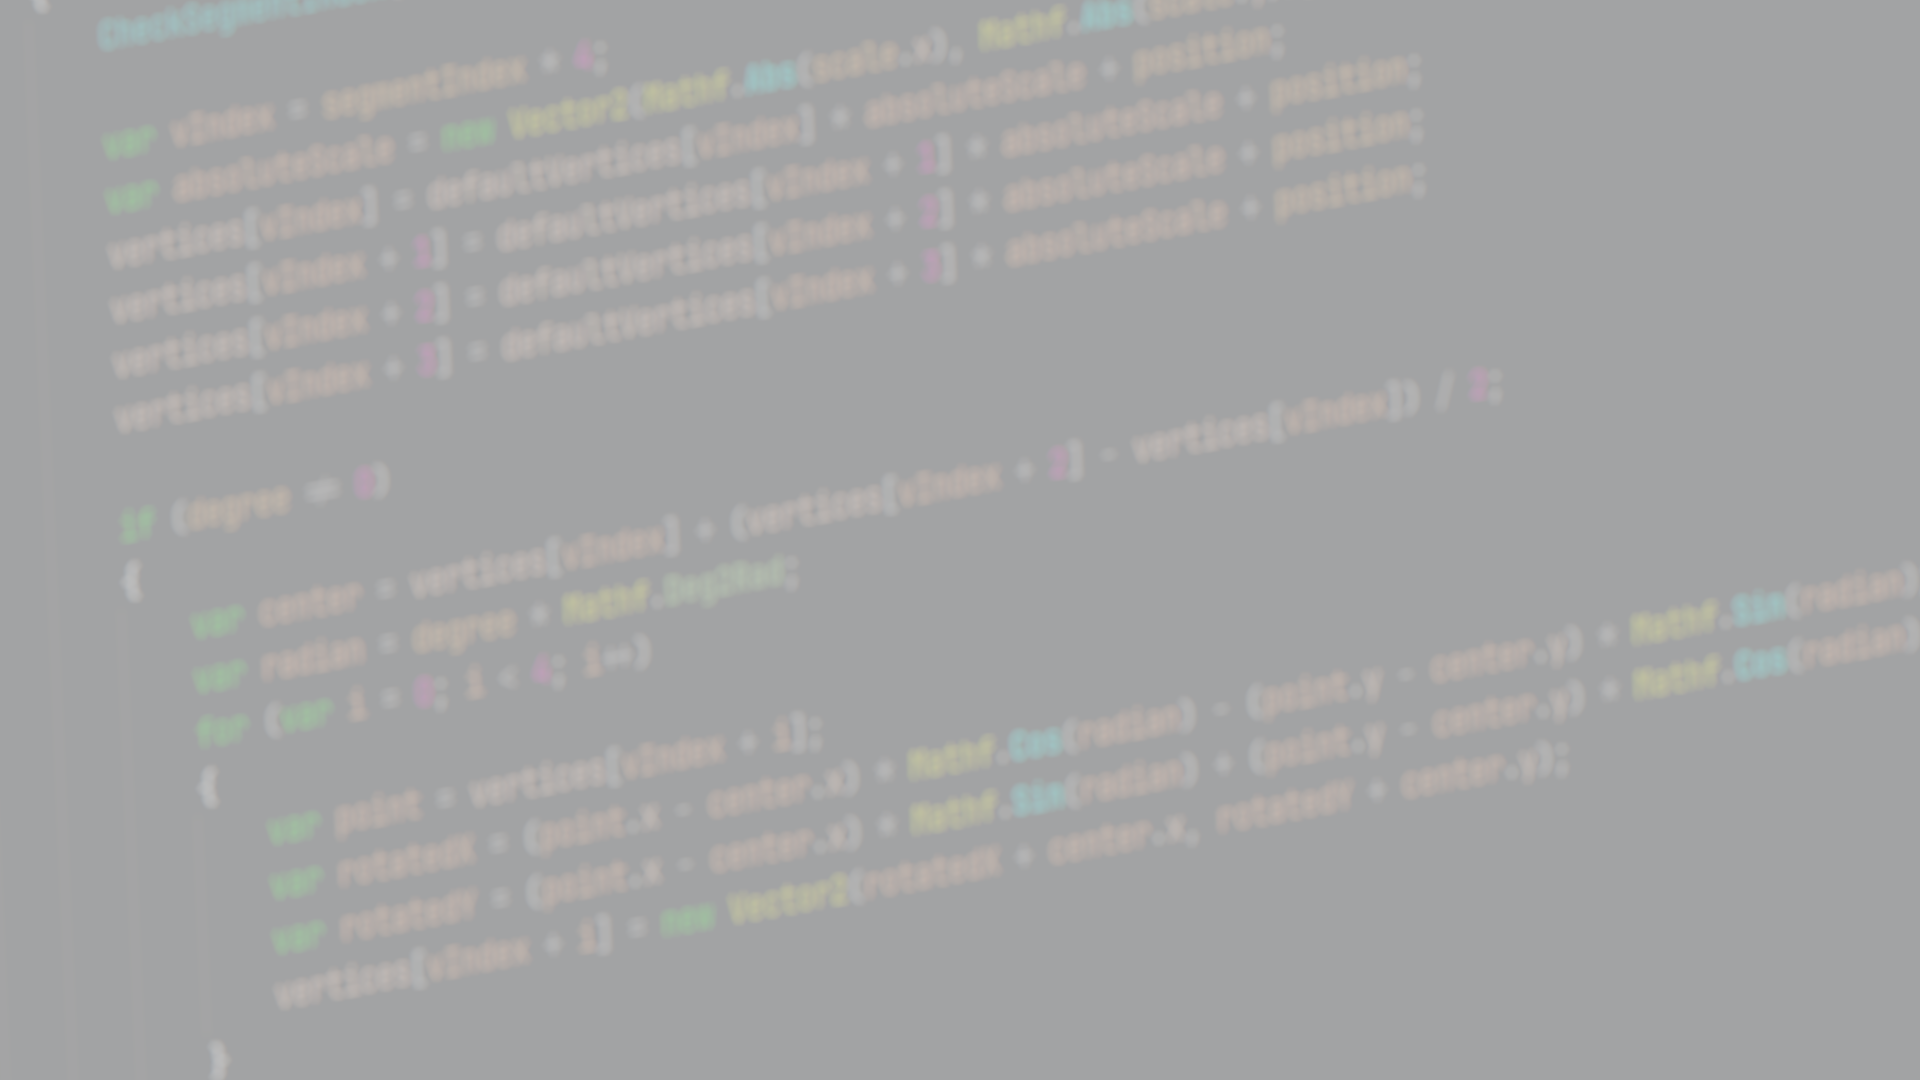 var vIndex = segmentIndex * 4;
var absoluteScale = new Vector2(Mathf.Abs(scale.x), Mathf.Abs(
vertices[vIndex] = defaultVertices[vIndex] * absoluteScale + position;
vertices[vIndex + 1] = defaultVertices[vIndex + 1] * absoluteScale + position;
vertices[vIndex + 2] = defaultVertices[vIndex + 2] * absoluteScale + position;
vertices[vIndex + 3] = defaultVertices[vIndex + 3] * absoluteScale + position;
if (degree != 0)
{
var center = vertices[vIndex] + (vertices[vIndex + 2] - vertices[vIndex]) / 2;
var radian = degree * Mathf.Deg2Rad;
for (var i = 0; i < 4; i++)
{
var point = vertices[vIndex + i];
var rotatedX = (point.x - center.x) * Mathf.Cos(radian) - (point.y - center.y) * Mathf.Sin(radian)
var rotatedY = (point.x - center.x) * Mathf.Sin(radian) + (point.y - center.y) * Mathf.Cos(radian)
vertices[vIndex + i] = new Vector2(rotatedX + center.x, rotatedY + center.y);
}